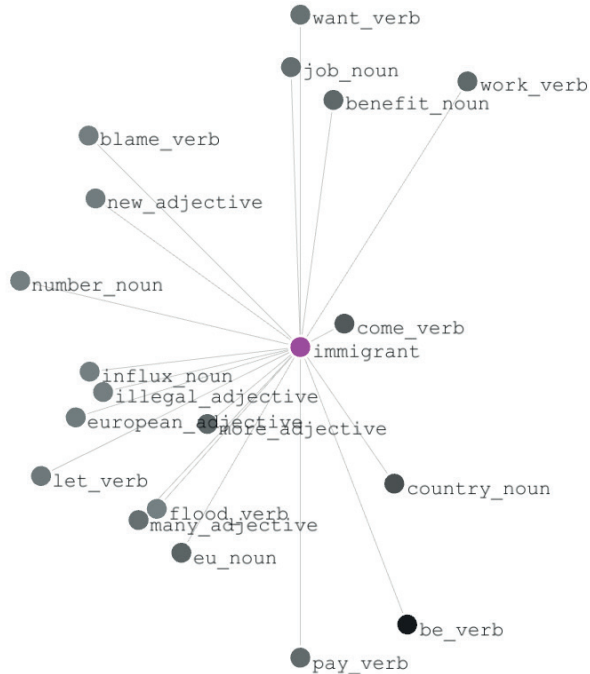 want_verb
job_noun
work_verb
benefit_noun
blame_verb
new_adjective
number_noun
come_verb
immigrant
influx_noun
illegal_adjective
european_adjective
more_adjective
let_verb
country_noun
flood_verb
many_adjective
eu_noun
be_verb
pay_verb